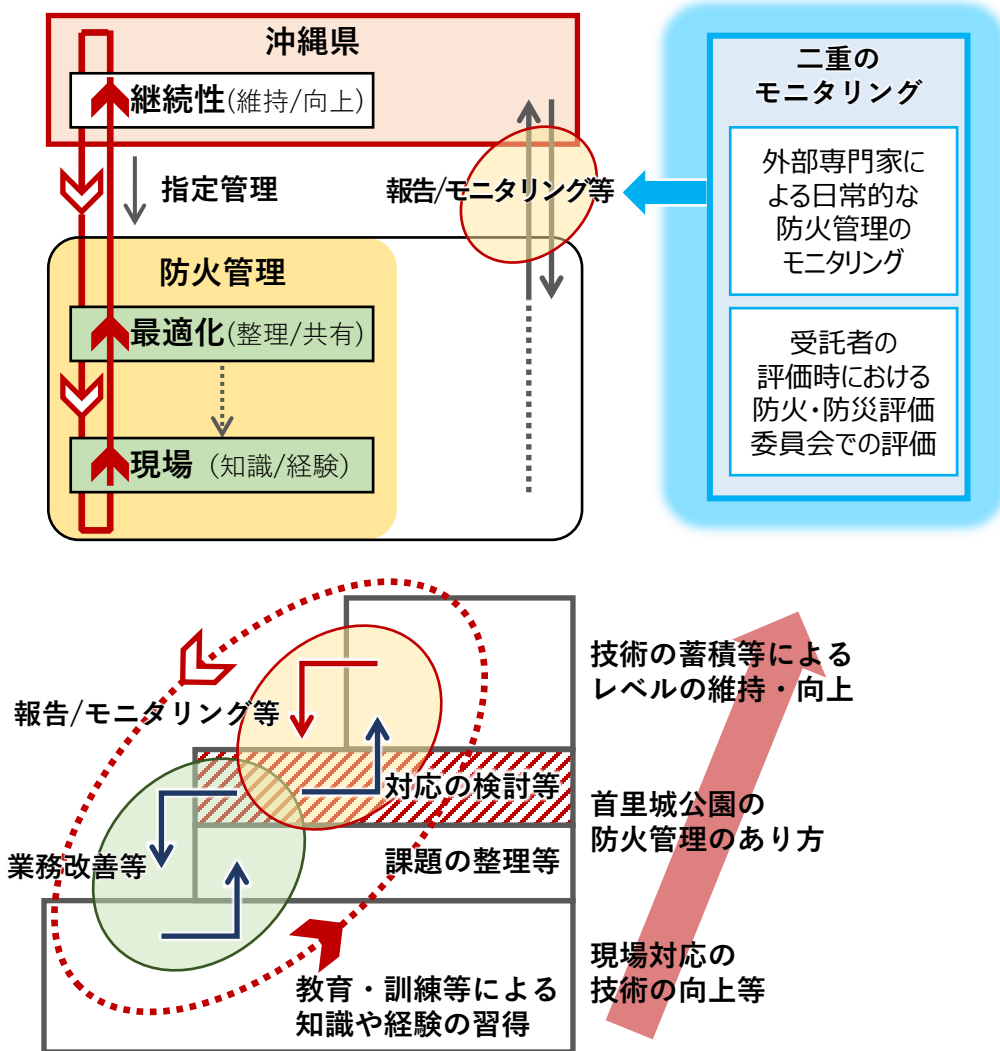 沖縄県
継続性(維持/向上)
指定管理
報告/モニタリング等
防火管理
最適化(整理/共有)
現場（知識/経験）
二重の
モニタリング
外部専門家に
よる日常的な
防火管理の
モニタリング
受託者の
評価時における
防火・防災評価
委員会での評価
報告/モニタリング等
業務改善等
対応の検討等
課題の整理等
教育・訓練等による
知識や経験の習得
技術の蓄積等による
レベルの維持・向上
首里城公園の
防火管理のあり方
現場対応の
技術の向上等